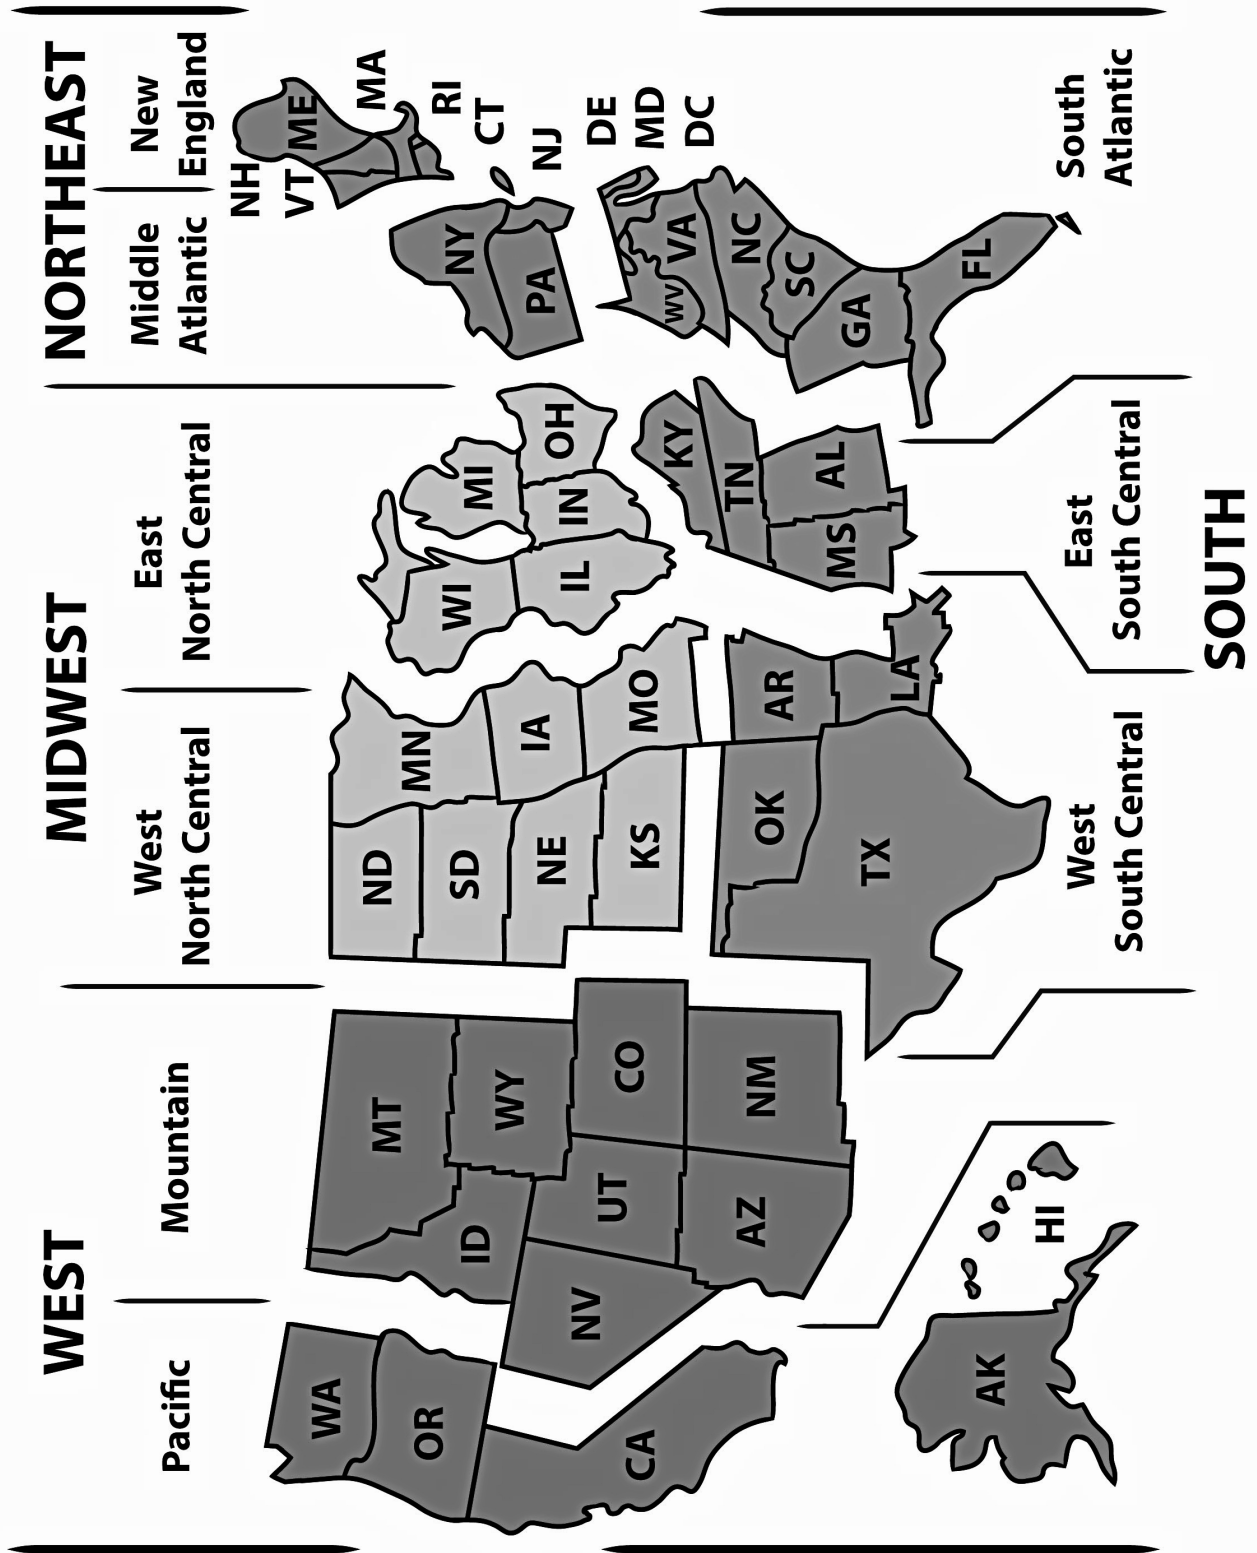 WEST
MIDWEST
NORTHEAST
Pacific
Mountain
West
North Central
East
North Central
Middle
Atlantic
New
England
WA
OR
CA
NV
ID
MT
WY
UT
CO
AZ
NM
AK
HI
ND
SD
NE
KS
MN
IA
MO
WI
IL
MI
IN
OH
OK
TX
AR
LA
KY
TN
MS
AL
NY
PA
NJ
NH
VT
ME
MA
RI
CT
DE
MD
DC
WV
VA
NC
SC
GA
FL
West
South Central
East
South Central
South
Atlantic
SOUTH